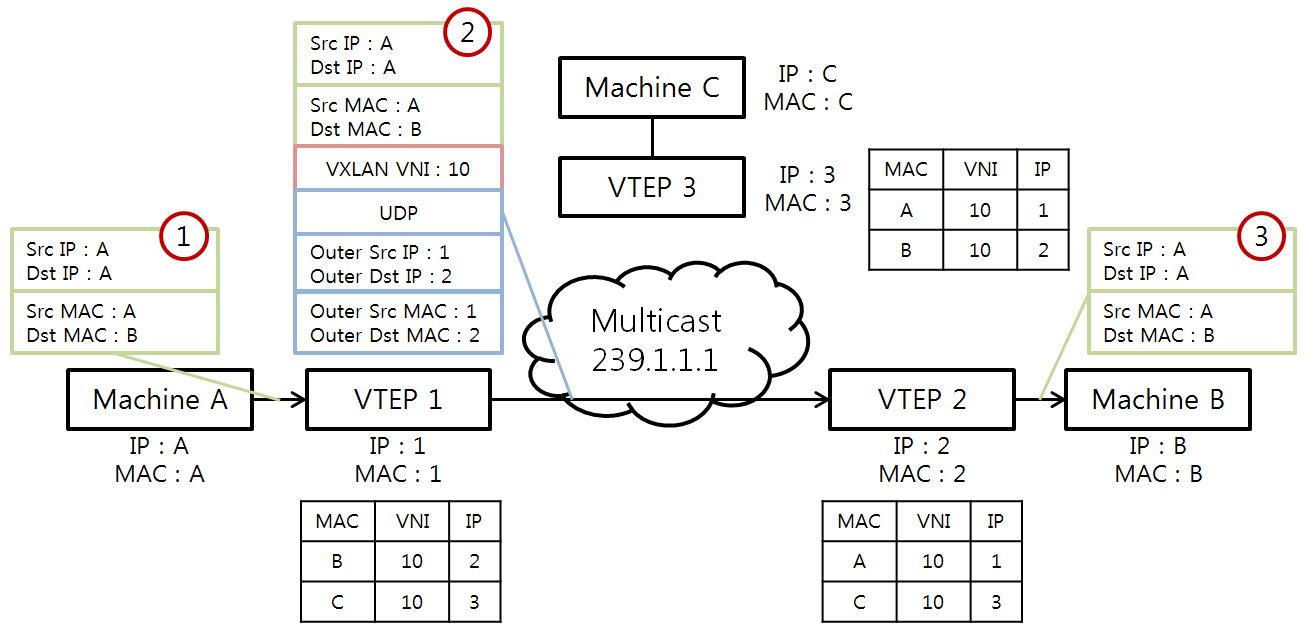 2
Src IP : A
Dst IP : A
Src MAC : A
Dst MAC : B
VXLAN VNI : 10
UDP
Outer Src IP : 1
Outer Dst IP : 2
Outer Src MAC : 1
Outer Dst MAC : 2
Machine C
IP : C
MAC : C
VTEP 3
IP : 3
MAC : 3
MAC VNI IP
A 10 1
B 10 2
1
Src IP : A
Dst IP : A
Src MAC : A
Dst MAC : B
3
Src IP : A
Dst IP : A
Src MAC : A
Dst MAC : B
Multicast
239.1.1.1
Machine A
IP : A
MAC : A
VTEP 1
IP : 1
MAC : 1
VTEP 2
IP : 2
MAC : 2
Machine B
IP : B
MAC : B
MAC VNI IP
B 10 2
C 10 3
MAC VNI IP
A 10 1
C 10 3